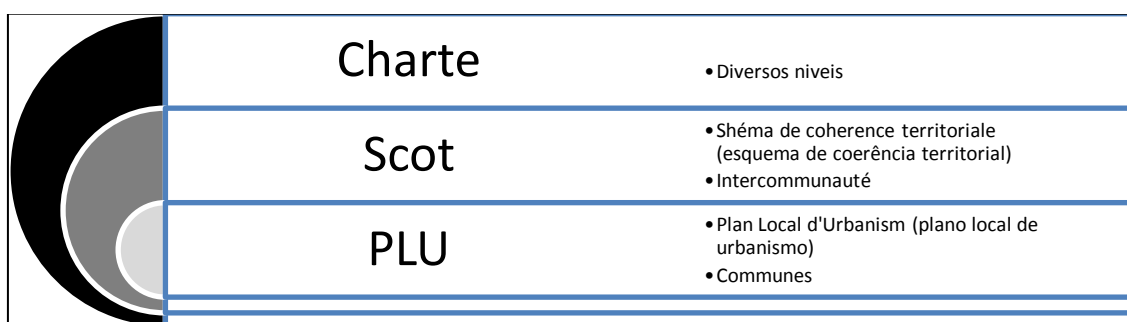 Charte
•Diversos niveis
Scot
•Shéma de coherence territoriale
(esquema de coerência territorial)
•Intercommunauté
PLU
•Plan Local d'Urbanism (plano local de
urbanismo)
•Communes